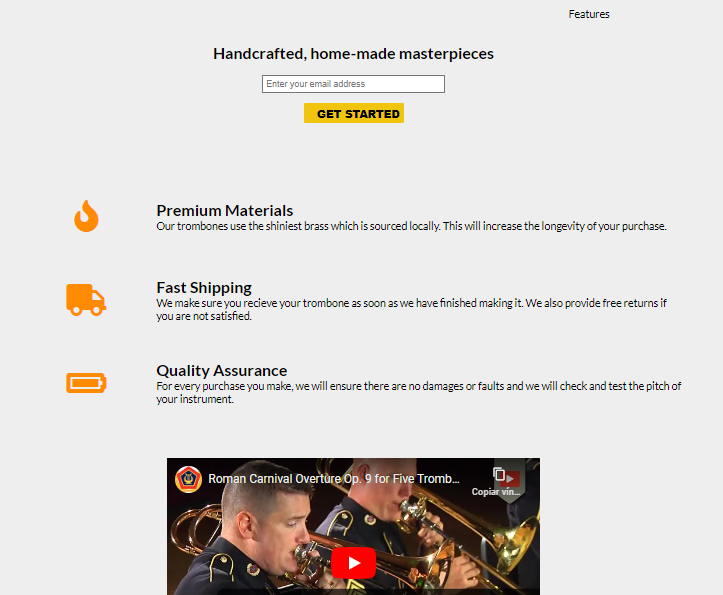 Features
Handcrafted, home-made masterpieces
Enter your email address
GET STARTED
Premium Materials
Our trombones use the shiniest brass which is sourced locally. This will increase the longevity of your purchase.
Fast Shipping
We make sure you recieve your trombone as soon as we have finished making it. We also provide free returns if
you are not satisfied.
Quality Assurance
For every purchase you make, we will ensure there are no damages or faults and we will check and test the pitch of
your instrument.
Roman Carnival Overture Op. 9 for Five Tromb...
Copiar vín...